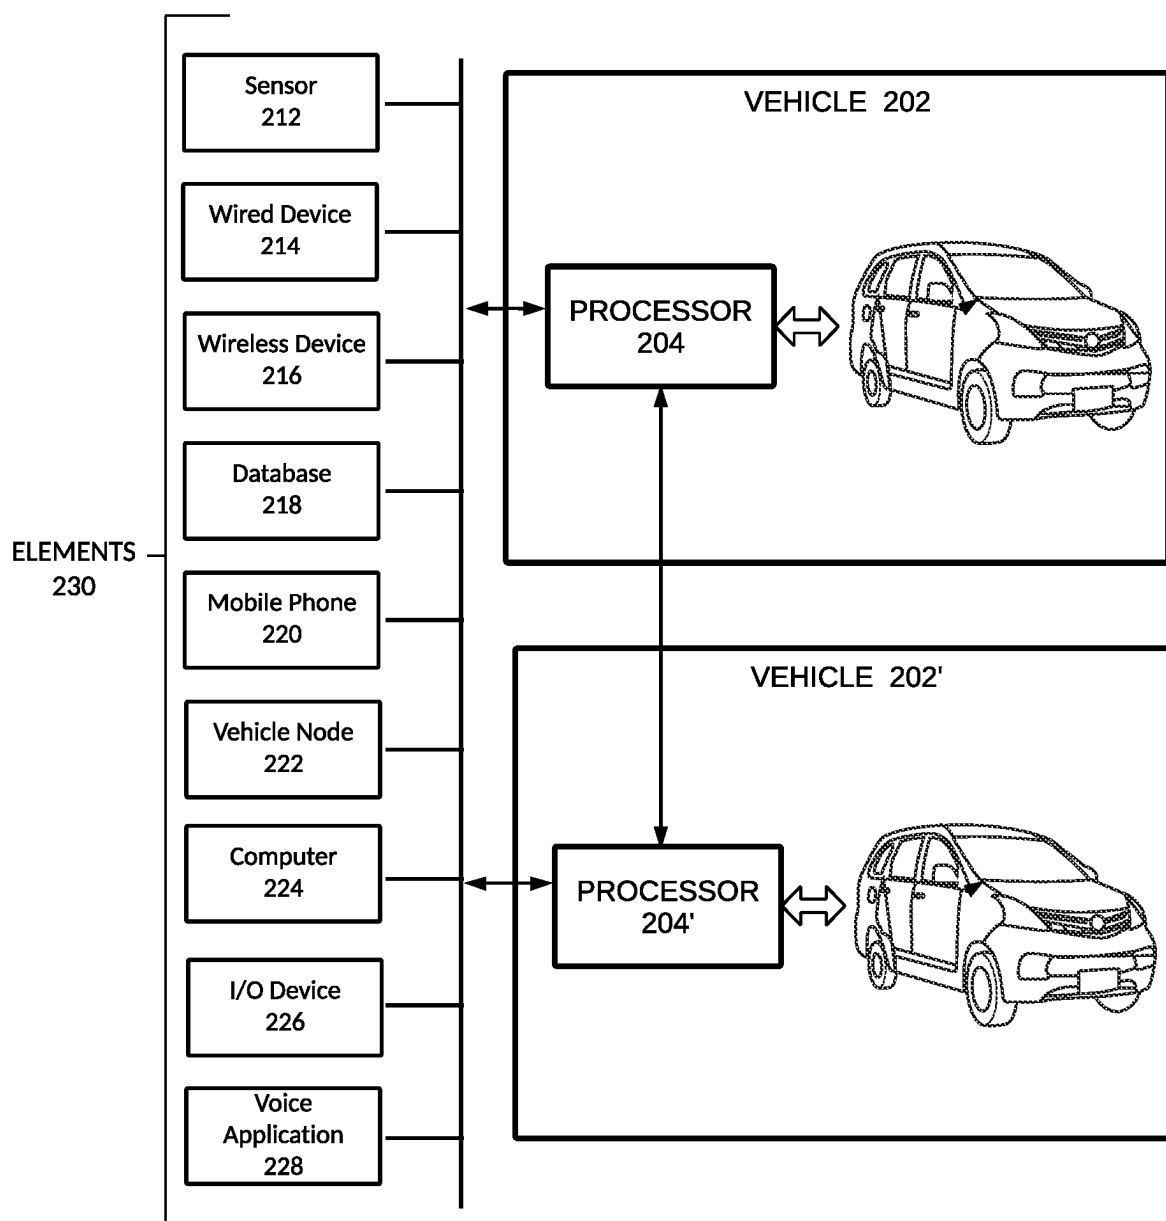 Sensor
212
Wired Device
214
Wireless Device
216
Database
218
Mobile Phone
220
Vehicle Node
222
Computer
224
I/O Device
226
Voice
Application
228
ELEMENTS
230
VEHICLE 202
PROCESSOR
204
VEHICLE 202'
PROCESSOR
204'